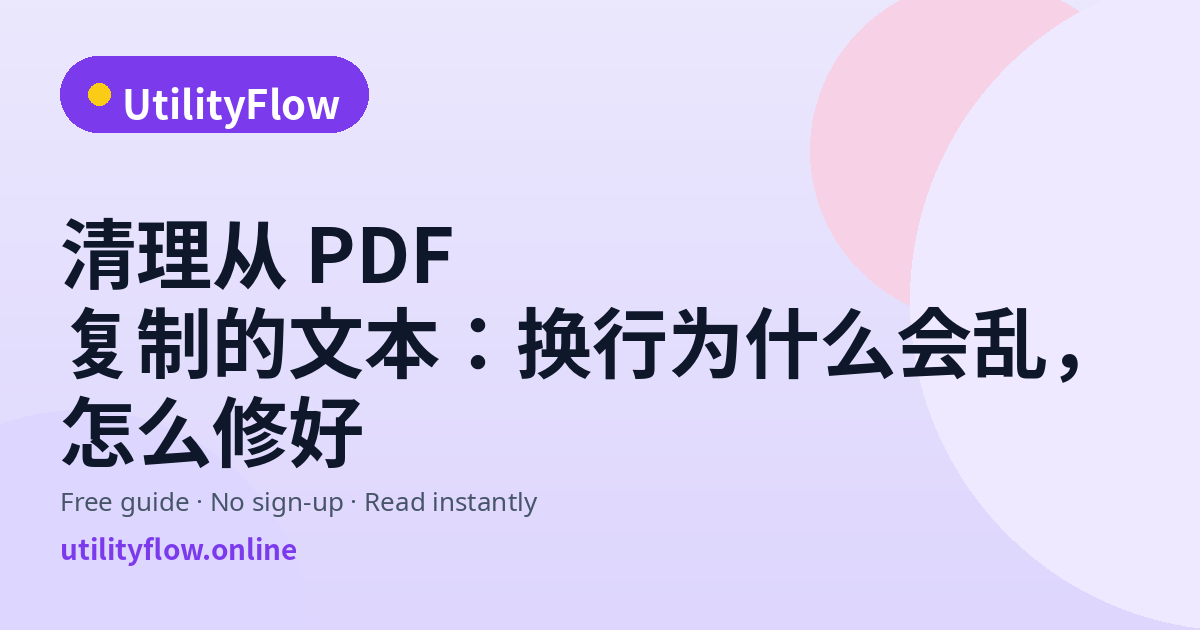 UtilityFlow
清理从 PDF
复制的文本：换行为什么会乱，
怎么修好
Free guide · No sign-up · Read instantly
utilityflow.online